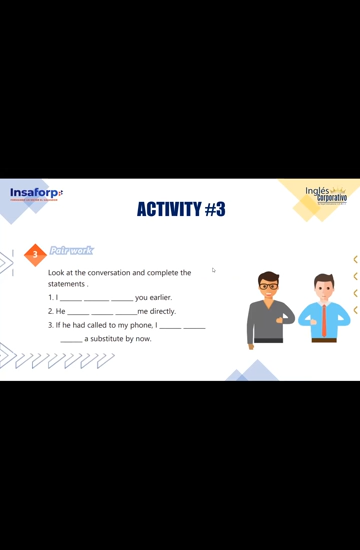 Insaforp
Inglés
Corporativo
ACTIVITY #3
3 Pairwork
Look at the conversation and complete the
statements .
1. I ______ _______ ______ you earlier.
2. He ______ ______ ______me directly.
3. If he had called to my phone, I ______ ______
______ a substitute by now.